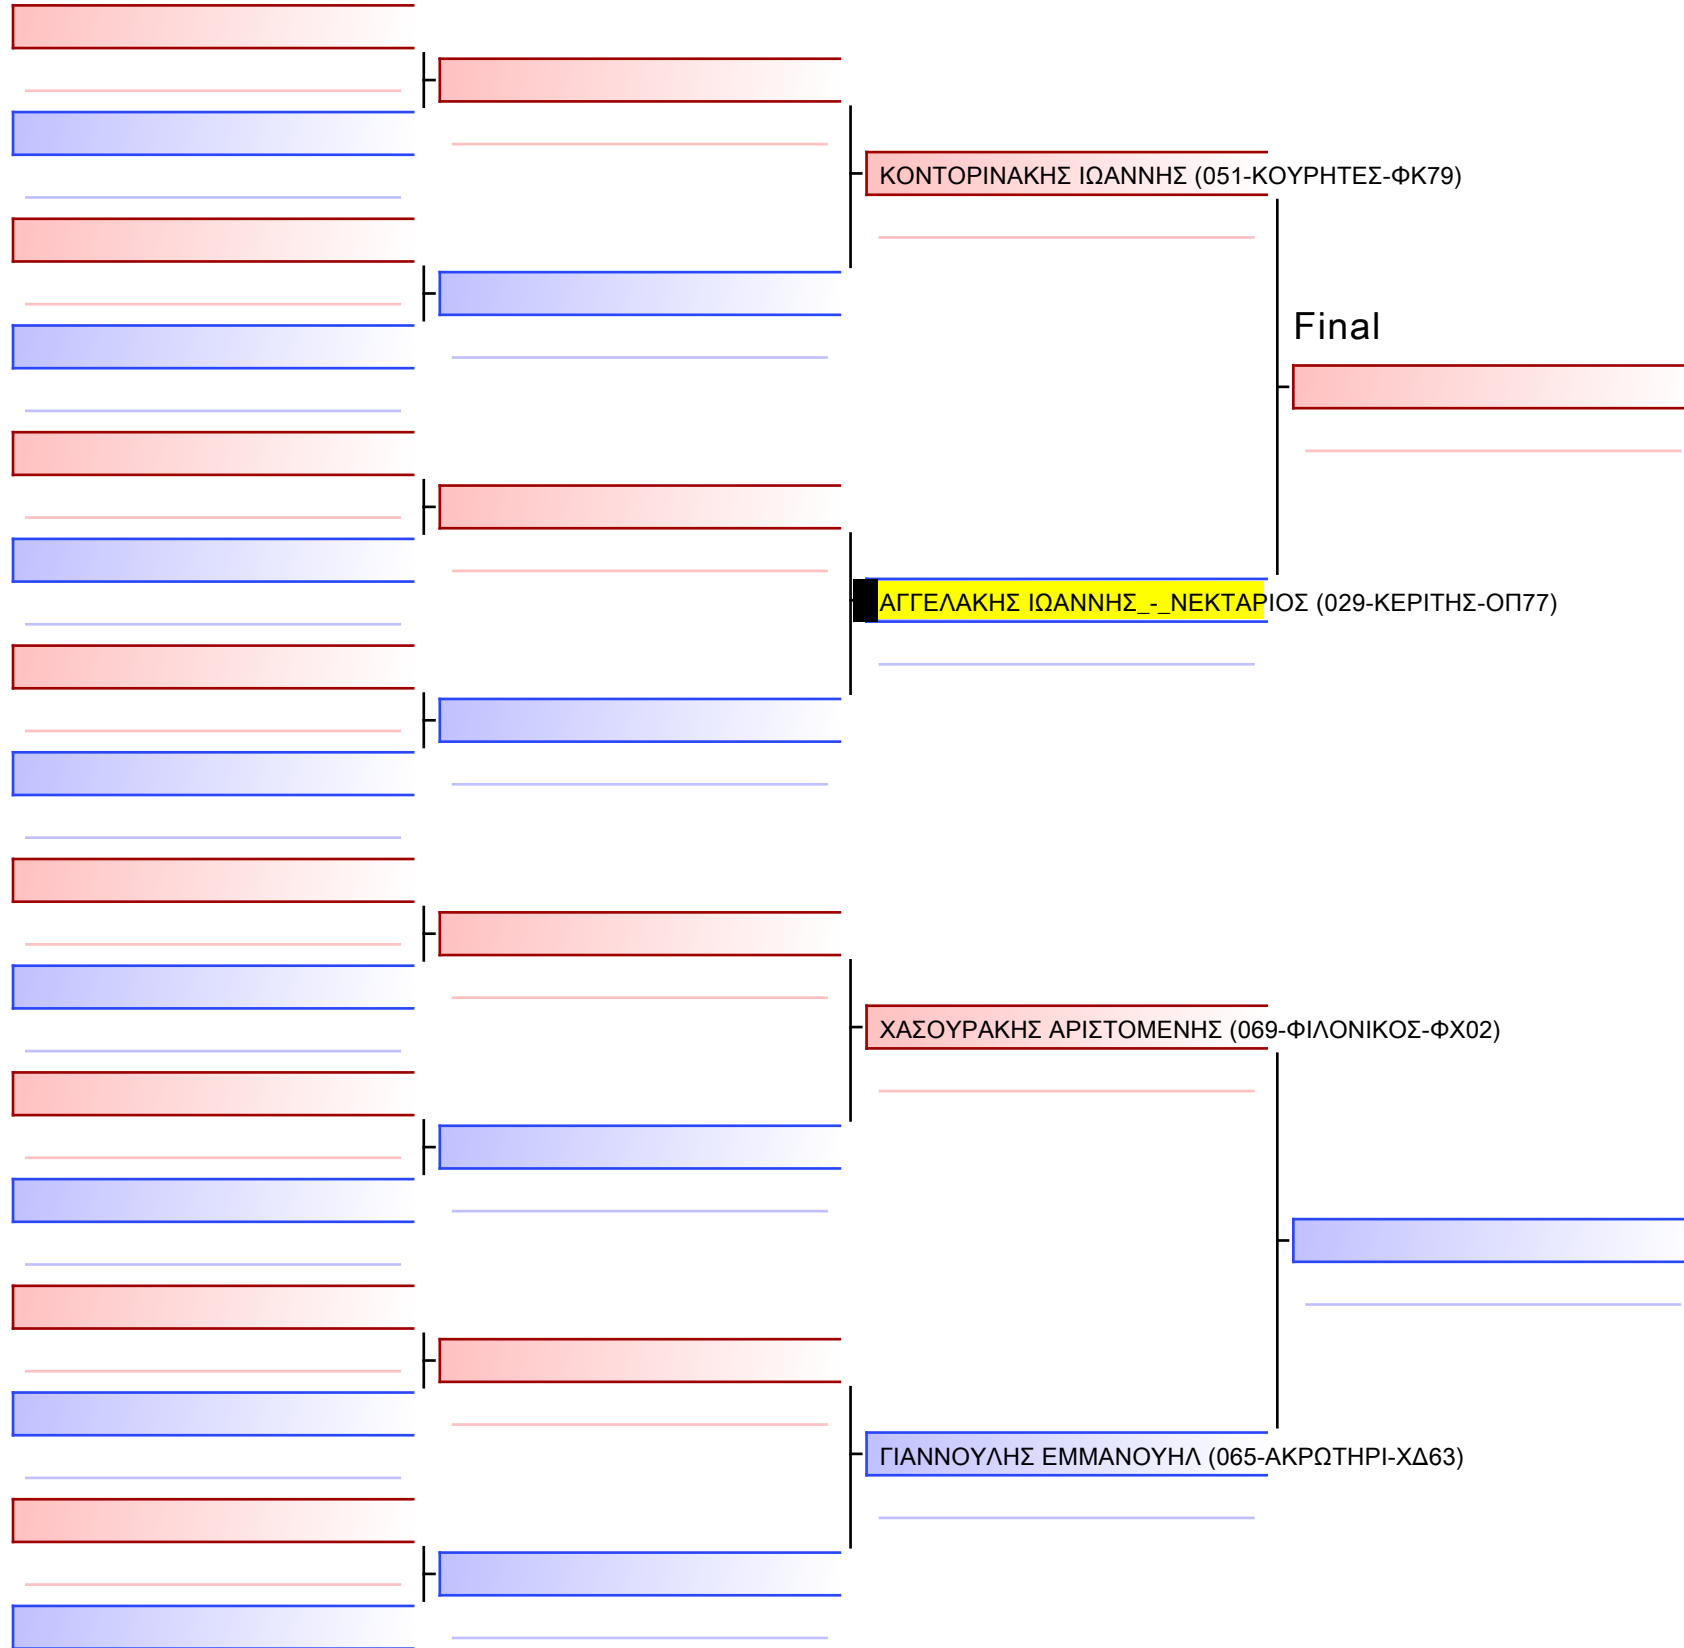 ΚΟΝΤΟΡΙΝΑΚΗΣ ΙΩΑΝΝΗΣ (051-ΚΟΥΡΗΤΕΣ-ΦΚ79)
Final
ΑΓΓΕΛΑΚΗΣ ΙΩΑΝΝΗΣ_-_ΝΕΚΤΑΡΙΟΣ (029-ΚΕΡΙΤΗΣ-ΟΠ77)
ΧΑΣΟΥΡΑΚΗΣ ΑΡΙΣΤΟΜΕΝΗΣ (069-ΦΙΛΟΝΙΚΟΣ-ΦΧ02)
ΓΙΑΝΝΟΥΛΗΣ ΕΜΜΑΝΟΥΗΛ (065-ΑΚΡΩΤΗΡΙ-ΧΔ63)